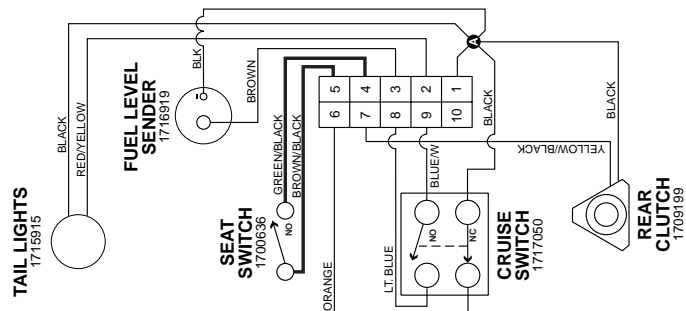 TAIL LIGHTS
1715915
BLACK
RED/YELLOW
FUEL LEVEL
SENDER
1716919
BLK
-
BROWN
A
SEAT
SWITCH
1700636
NO
GREEN/BLACK
BROWN/BLACK
5 4 3 2 1
6 7 8 9 10
ORANGE
LT. BLUE
BLUE/W
BLACK
CRUISE
SWITCH
1717050
NO
NC
YELLOW/BLACK
BLACK
REAR
CLUTCH
1709199